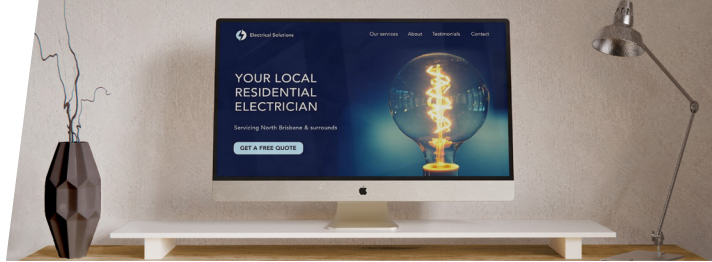 Electrical Solutions
Our services About Testimonials Contact
YOUR LOCAL
RESIDENTIAL
ELECTRICIAN
Servicing North Brisbane & surrounds
GET A FREE QUOTE